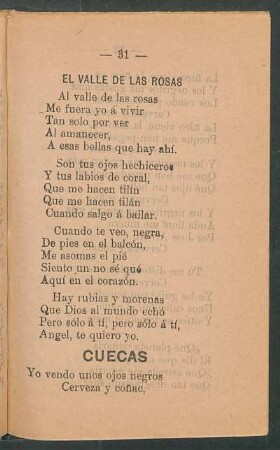 — 31 —
EL VALLE DE LAS ROSAS
Al valle de las rosas
Me fuera yo á vivir
Tan solo por ver
Al amanecer,
A esas bellas que hay ahí.
Son tus ojos hechiceros
Y tus labios de coral,
Que me hacen tilín
Que me hacen tilán
Cuando salgo á bailar.
Cuando te veo, negra,
De pies en el balcón,
Me asomas el pié
Siento un no sé qué
Aquí en el corazón.
Hay rubias y morenas
Que Dios al mundo echó
Pero sólo á tí, pero sólo á tí,
Angel, te quiero yo.
CUECAS
Yo vendo unos ojos negros
Cerveza y coñac,